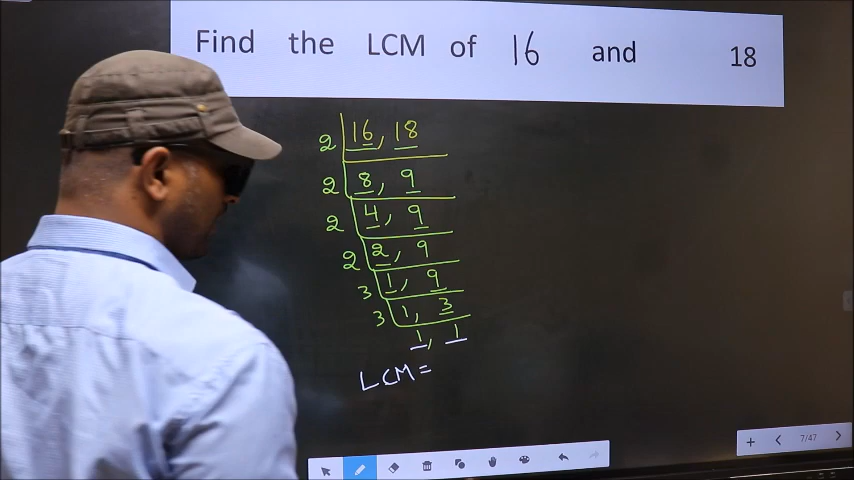 Find the LCM of 16 and 18
2 16, 18
2 8, 9
2 4, 9
2 2, 9
3 1, 9
3 1, 3
1, 1
LCM=
7/47